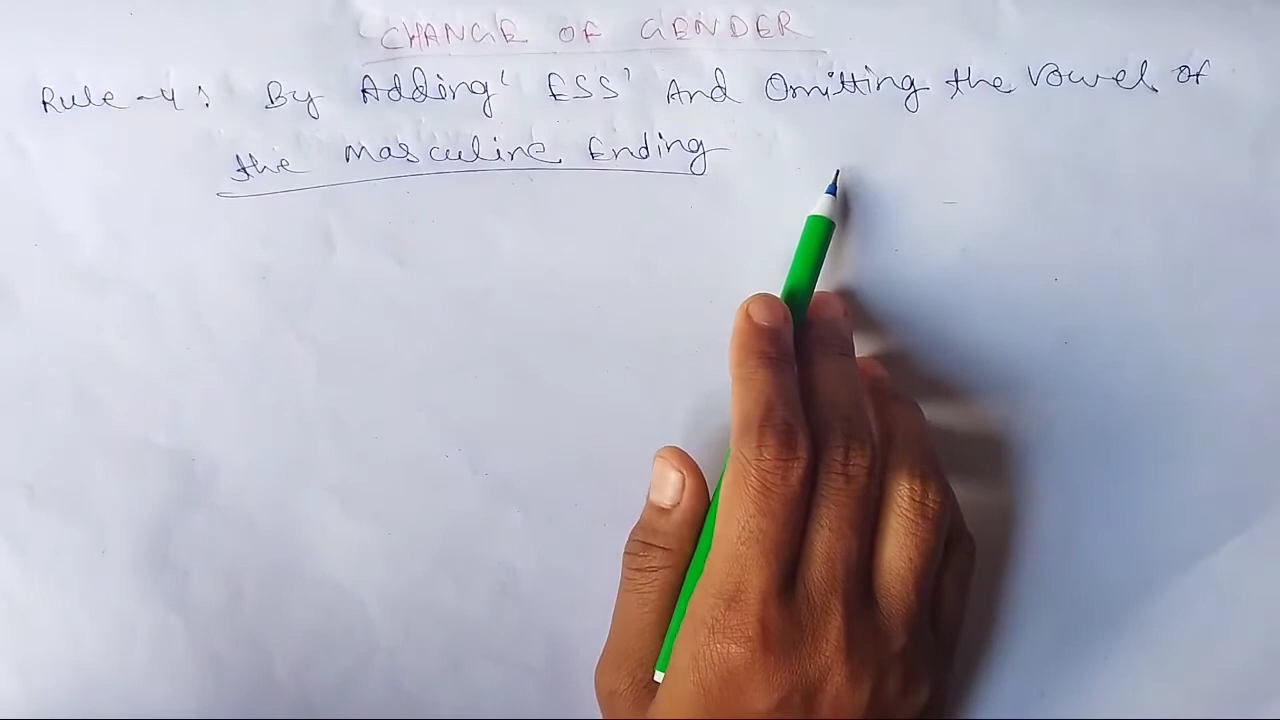 CHANGE OF GENDER
Rule-4: By Adding 'ESS' And Omitting the Vowel of
the Masculine Ending